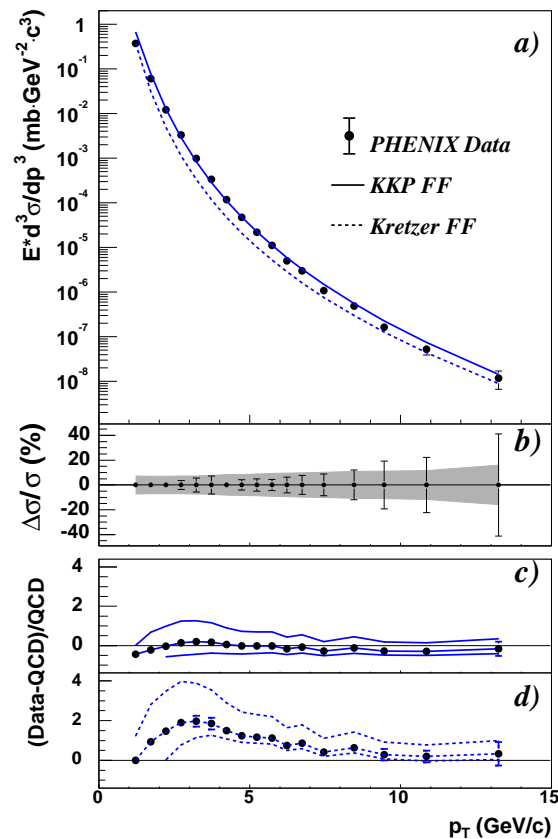 1
a)
10⁻¹
10⁻²
10⁻³
10⁻⁴
10⁻⁵
10⁻⁶
10⁻⁷
10⁻⁸
E*d³σ/dp³ (mb·GeV⁻²·c³)
PHENIX Data
KKP FF
Kretzer FF
b)
40
20
0
-20
-40
Δσ/σ (%)
c)
4
2
0
d)
4
2
0
(Data-QCD)/QCD
0 5 10 15
p_T (GeV/c)